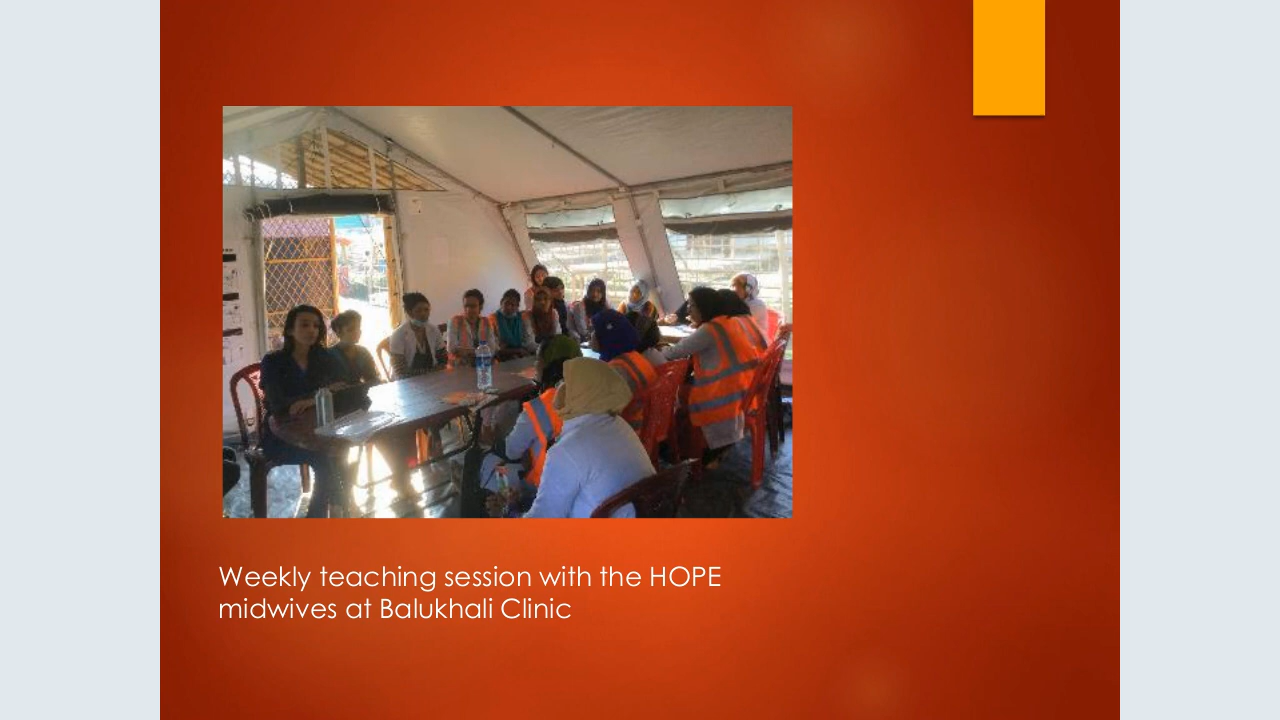 Weekly teaching session with the HOPE
midwives at Balukhali Clinic